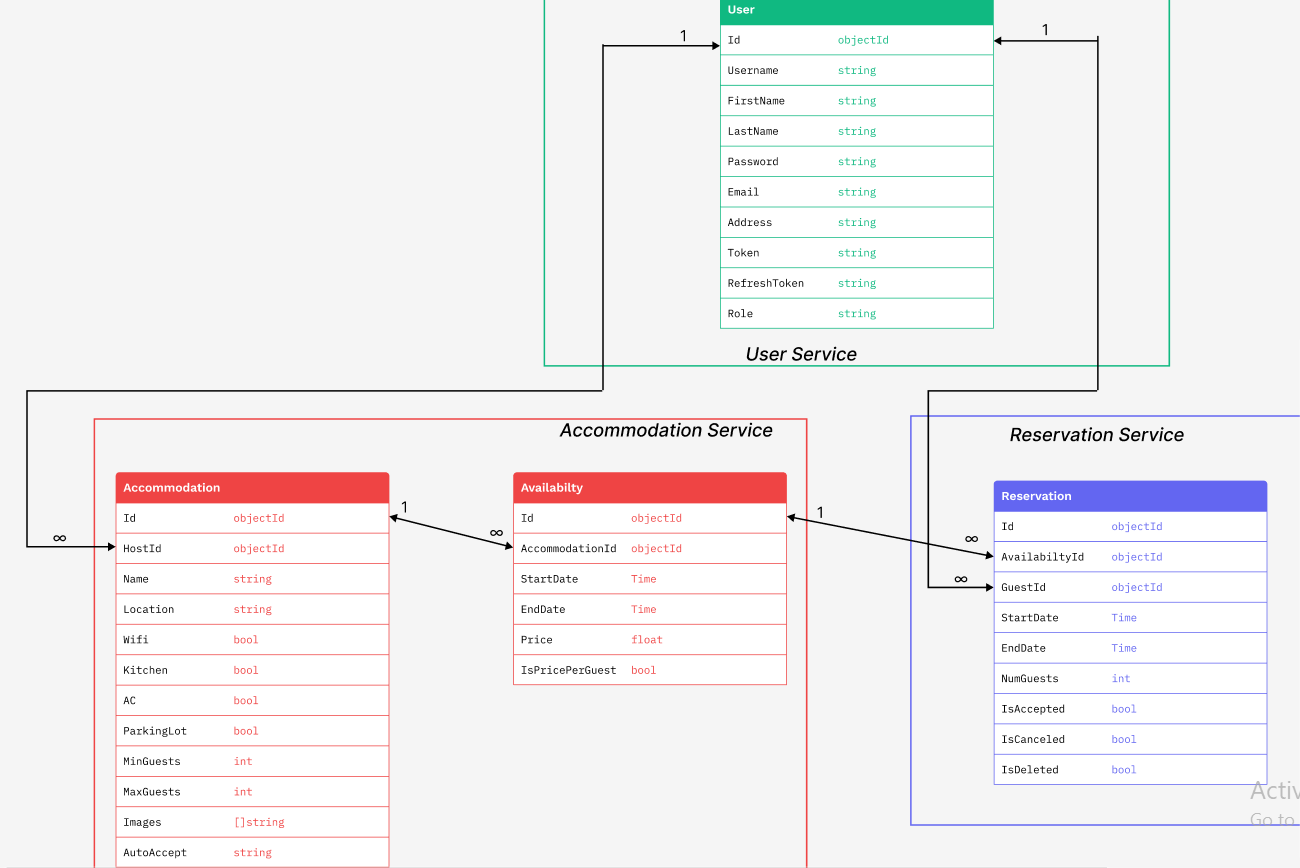 User
1
1
Id objectId
Username string
FirstName string
LastName string
Password string
Email string
Address string
Token string
RefreshToken string
Role string
User Service
Accommodation Service
Reservation Service
Accommodation
Id objectId
HostId objectId
Name string
Location string
Wifi bool
Kitchen bool
AC bool
ParkingLot bool
MinGuests int
MaxGuests int
Images []string
AutoAccept string
∞
1
∞
Availabilty
Id objectId
AccommodationId objectId
StartDate Time
EndDate Time
Price float
IsPricePerGuest bool
1
∞
∞
Reservation
Id objectId
AvailabiltyId objectId
GuestId objectId
StartDate Time
EndDate Time
NumGuests int
IsAccepted bool
IsCanceled bool
IsDeleted bool
Activ
Go to